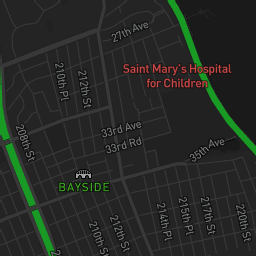 27th Ave
Saint Mary's Hospital
for Children
210th Pl
212th St
33rd Ave
33rd Rd
208th St
35th Ave
BAYSIDE
214th Pl
215th Pl
217th St
220th St
210th St
212th St
2